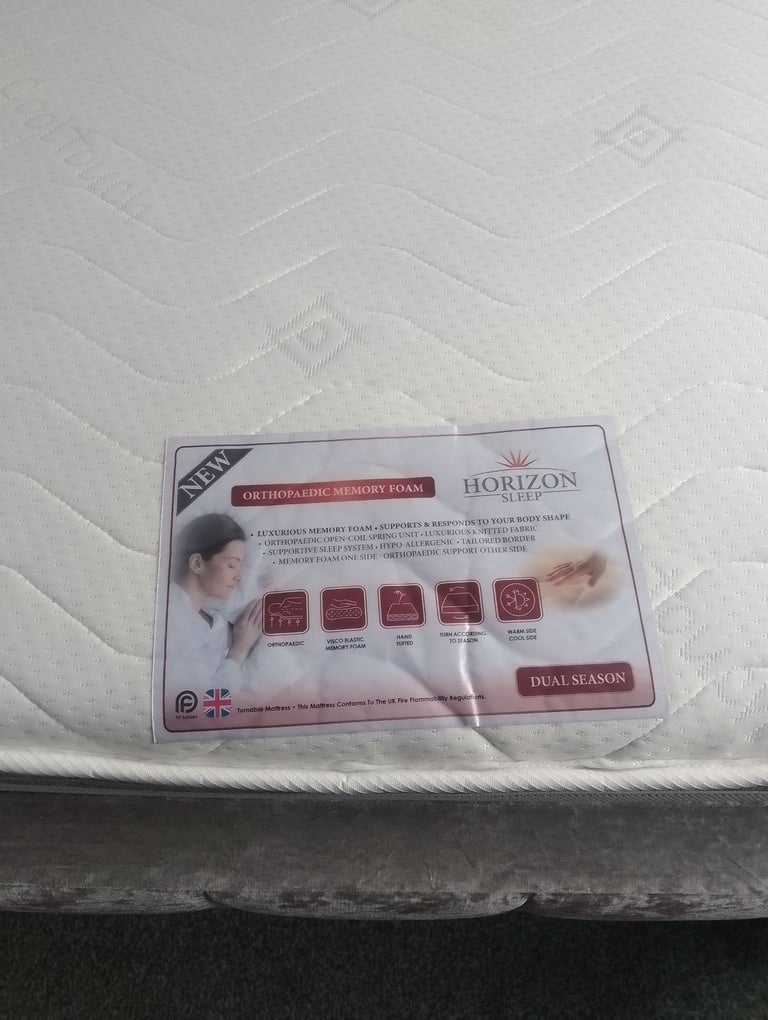 CoolTouch
NEW
ORTHOPAEDIC MEMORY FOAM
HORIZON
SLEEP
• LUXURIOUS MEMORY FOAM • SUPPORTS & RESPONDS TO YOUR BODY SHAPE
• ORTHOPAEDIC OPEN-COIL SPRING UNIT • LUXURIOUS KNITTED FABRIC
• SUPPORTIVE SLEEP SYSTEM • HYPO-ALLERGENIC • TAILORED BORDER
• MEMORY FOAM ONE SIDE - ORTHOPAEDIC SUPPORT OTHER SIDE
ORTHOPAEDIC
VISCO ELASTIC
MEMORY FOAM
HAND
TUFTED
TURN ACCORDING
TO SEASON
WARM SIDE
COOL SIDE
DUAL SEASON
FP Labels
Turnable Mattress • This Mattress Conforms To The UK Fire Flammability Regulations.